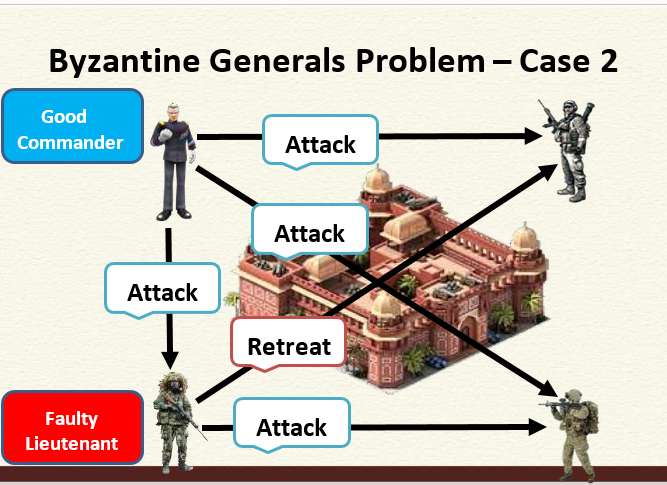 Byzantine Generals Problem – Case 2
Good
Commander
Attack
Attack
Attack
Retreat
Faulty
Lieutenant
Attack